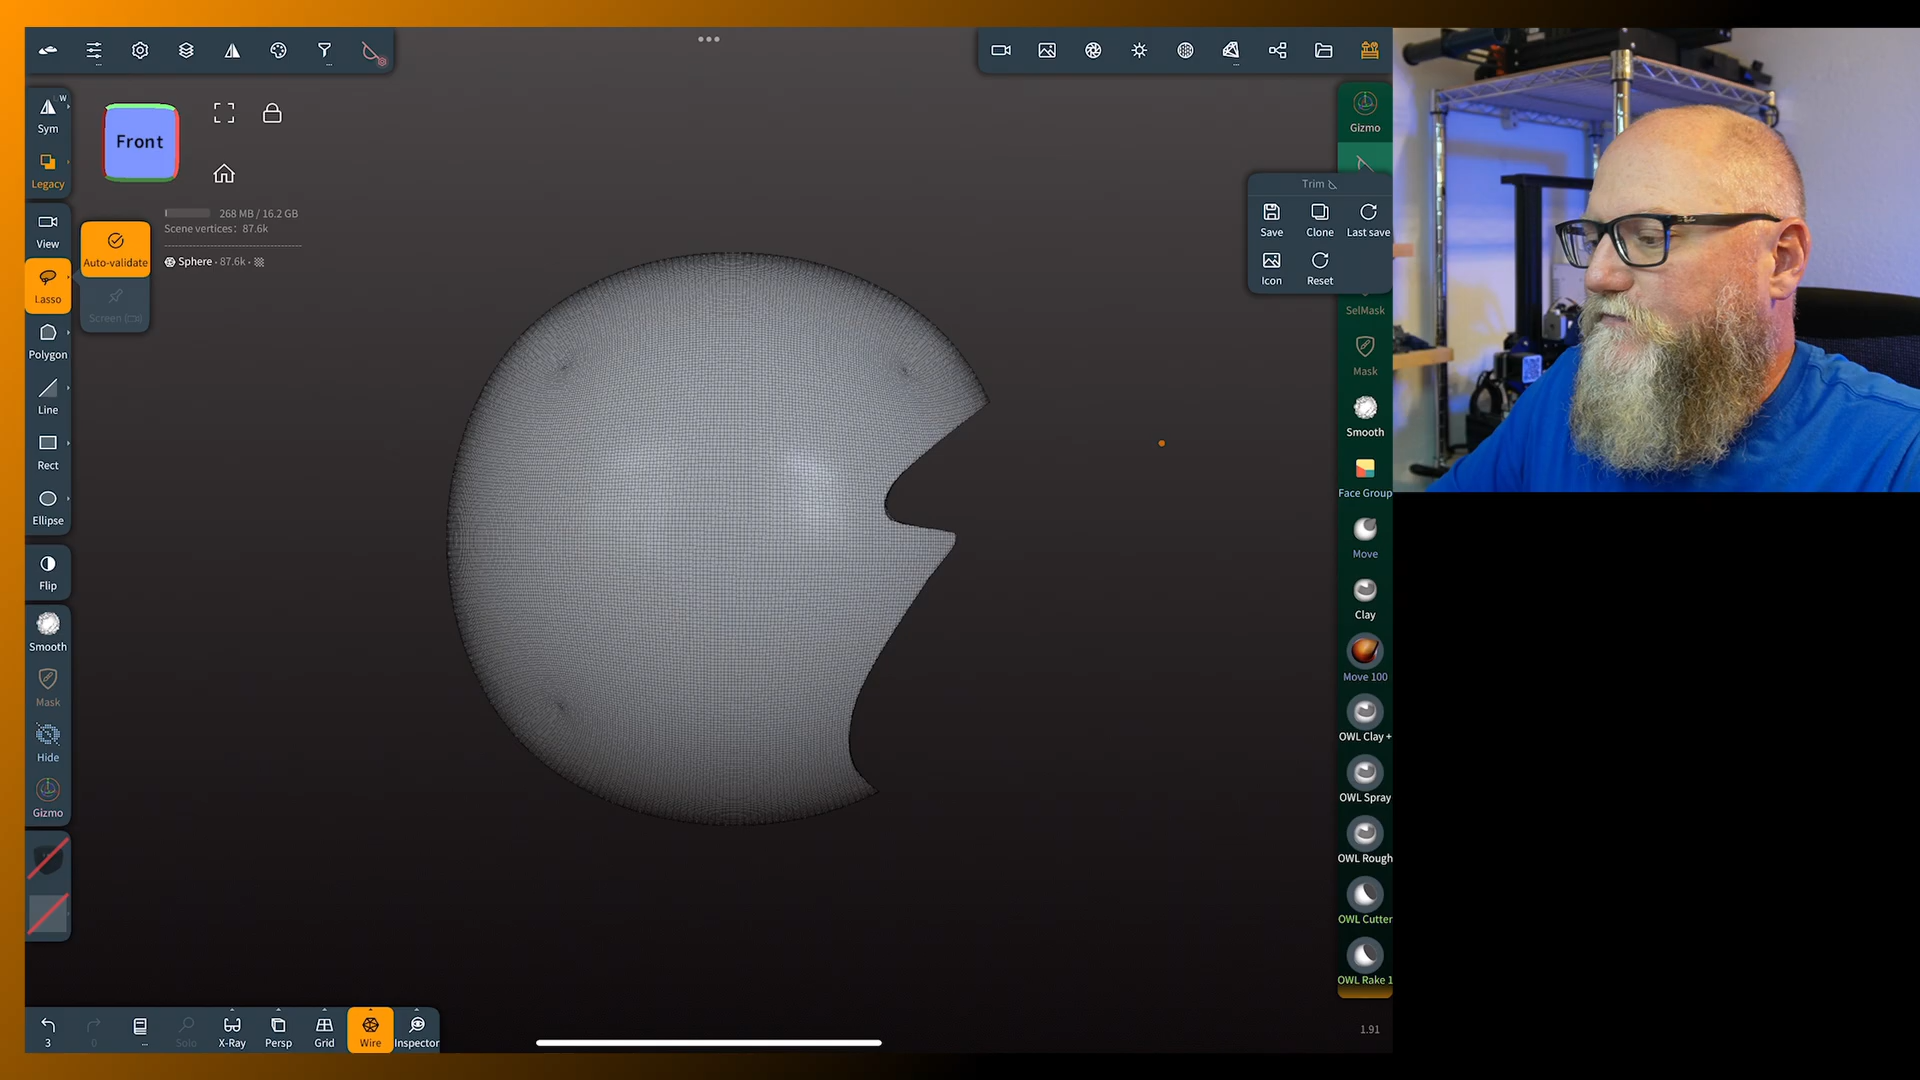 W
Sym
Legacy
View
Lasso
Polygon
Line
Rect
Ellipse
Flip
Smooth
Mask
Hide
Gizmo
Front
268 MB / 16.2 GB
Scene vertices: 87.6k
Sphere · 87.6k ·
Auto-validate
Screen
Trim
Save
Clone
Last save
Icon
Reset
Gizmo
SelMask
Mask
Smooth
Face Group
Move
Clay
Move 100
OWL Clay +
OWL Spray
OWL Rough
OWL Cutter
OWL Rake 1
1.91
3
0
...
Solo
X-Ray
Persp
Grid
Wire
Inspector